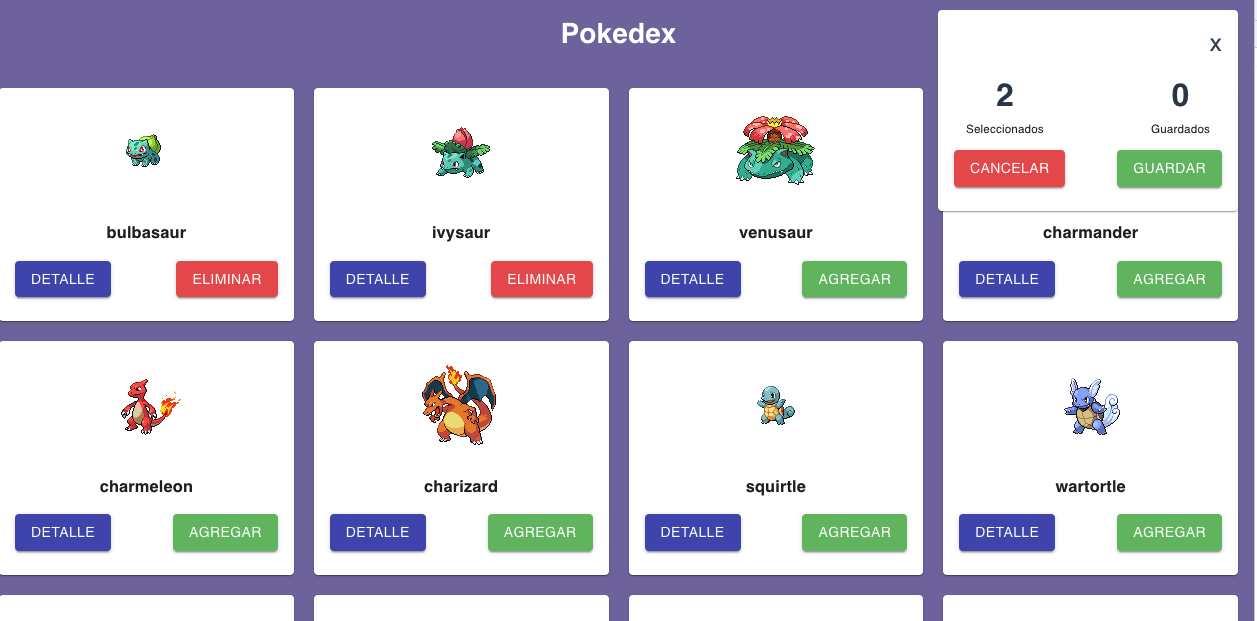 Pokedex
X
2 0
Seleccionados Guardados
CANCELAR GUARDAR
bulbasaur ivysaur venusaur charmander
DETALLE ELIMINAR DETALLE ELIMINAR DETALLE AGREGAR DETALLE AGREGAR
charmeleon charizard squirtle wartortle
DETALLE AGREGAR DETALLE AGREGAR DETALLE AGREGAR DETALLE AGREGAR